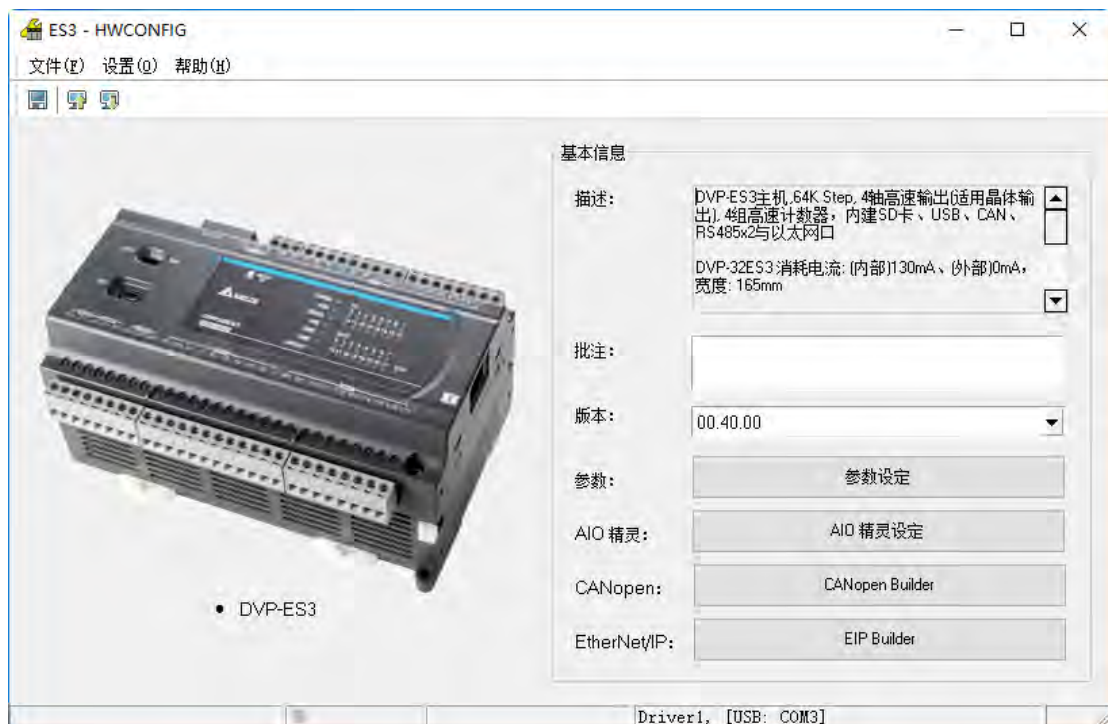 ES3 - HWCONFIG
文件(F) 设置(O) 帮助(H)
基本信息
描述:
DVP-ES3主机,64K Step, 4轴高速输出(适用晶体输
出), 4组高速计数器，内建SD卡、USB、CAN、
RS485x2与以太网口
DVP-32ES3 消耗电流: (内部)130mA、(外部)0mA，
宽度: 165mm
批注:
版本:
00.40.00
参数:
参数设定
AIO 精灵:
AIO 精灵设定
CANopen:
CANopen Builder
EtherNet/IP:
EIP Builder
• DVP-ES3
Driver1, [USB: COM3]